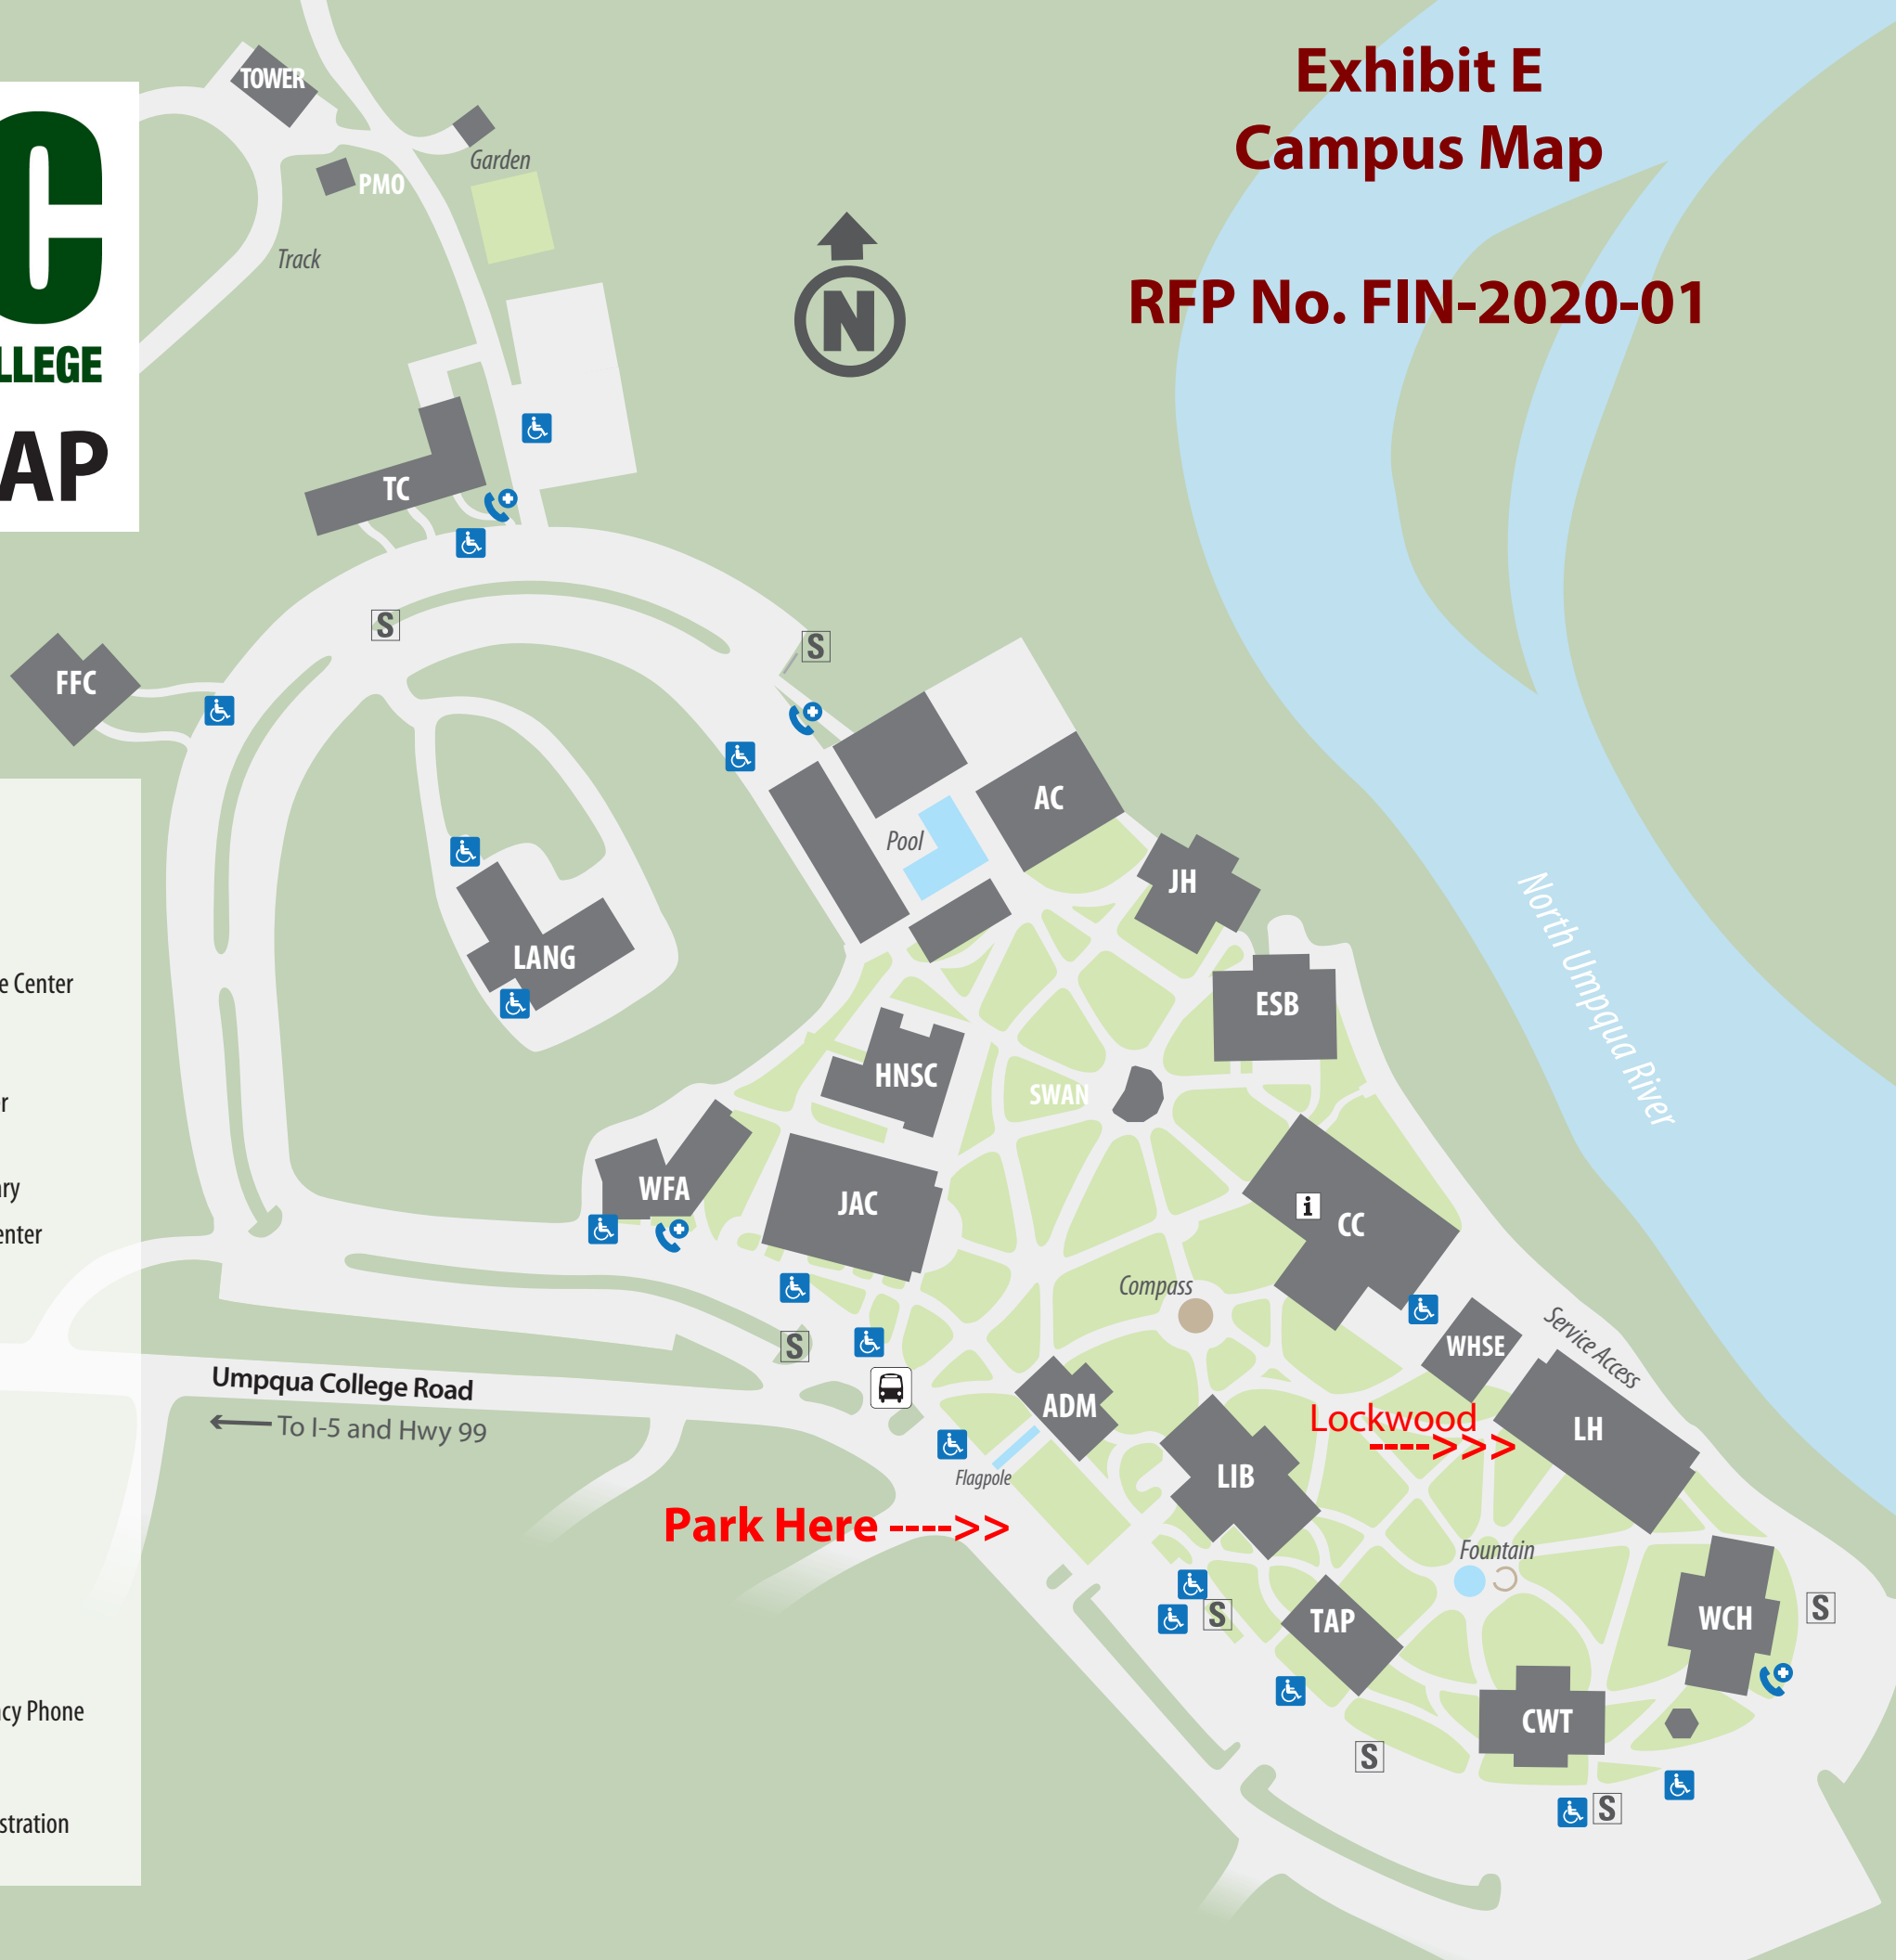 Exhibit E
Campus Map
RFP No. FIN-2020-01
TOWER
PMO
Garden
Track
C
LLEGE
AP
N
TC
S
S
FFC
AC
Pool
JH
LANG
ESB
HNSC
SWAN
North Umpqua River
WFA
JAC
i
CC
Compass
e Center
r
ary
enter
S
WHSE
Service Access
Umpqua College Road
To I-5 and Hwy 99
ADM
Lockwood
---->>>
LH
LIB
Flagpole
Park Here ---->>
Fountain
S
TAP
WCH
S
CWT
S
S
cy Phone
stration